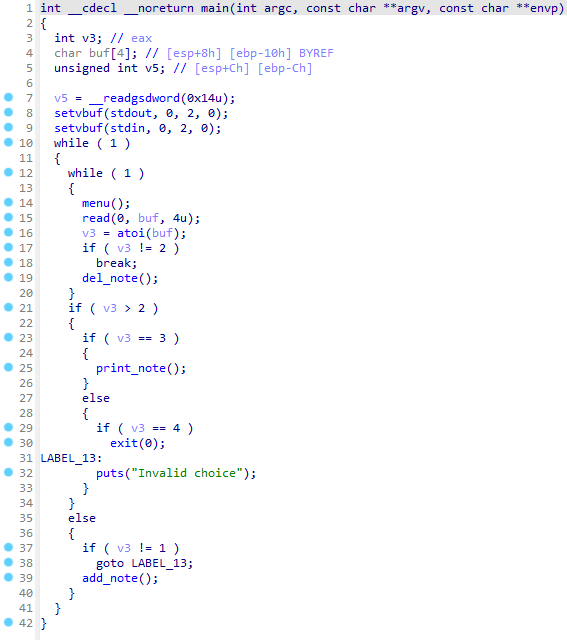 1 int __cdecl __noreturn main(int argc, const char **argv, const char **envp)
2 {
3   int v3; // eax
4   char buf[4]; // [esp+8h] [ebp-10h] BYREF
5   unsigned int v5; // [esp+Ch] [ebp-Ch]
6
7   v5 = __readgsdword(0x14u);
8   setvbuf(stdout, 0, 2, 0);
9   setvbuf(stdin, 0, 2, 0);
10   while ( 1 )
11   {
12     while ( 1 )
13     {
14       menu();
15       read(0, buf, 4u);
16       v3 = atoi(buf);
17       if ( v3 != 2 )
18         break;
19       del_note();
20     }
21     if ( v3 > 2 )
22     {
23       if ( v3 == 3 )
24       {
25         print_note();
26       }
27       else
28       {
29         if ( v3 == 4 )
30           exit(0);
31 LABEL_13:
32         puts("Invalid choice");
33       }
34     }
35     else
36     {
37       if ( v3 != 1 )
38         goto LABEL_13;
39       add_note();
40     }
41   }
42 }